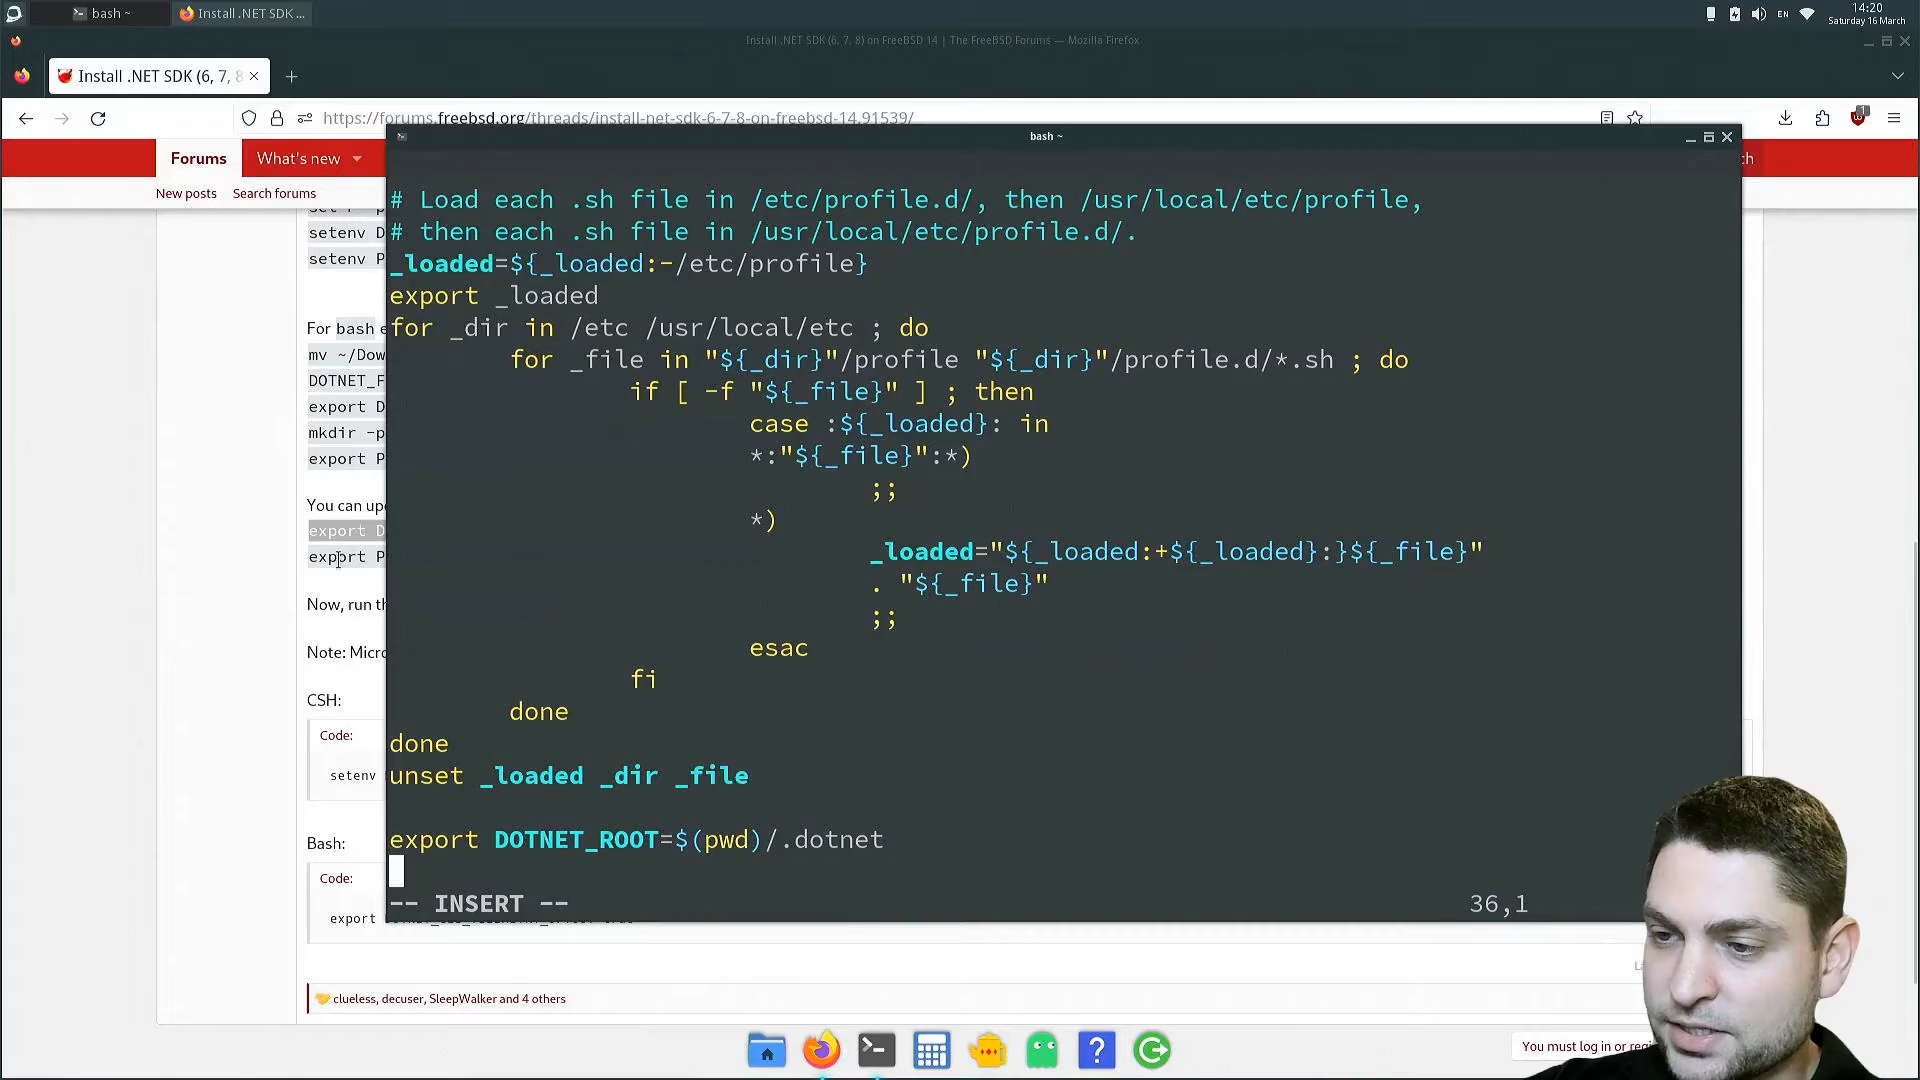 bash ~
Install .NET SDK ...
EN
14:20
Saturday 16 March
Install .NET SDK (6, 7, 8) on FreeBSD 14 | The FreeBSD Forums — Mozilla Firefox
Install .NET SDK (6, 7, 8
https://forums.freebsd.org/threads/install-net-sdk-6-7-8-on-freebsd-14.91539/
1
bash ~
Forums
What's new
ch
New posts
Search forums
setenv D
setenv P
For bash e
mv ~/Dow
DOTNET_F
export D
mkdir -p
export P
You can upd
export D
export P
Now, run th
Note: Micro
CSH:
Code:
setenv
Bash:
Code:
export
# Load each .sh file in /etc/profile.d/, then /usr/local/etc/profile,
# then each .sh file in /usr/local/etc/profile.d/.
_loaded=${_loaded:-/etc/profile}
export _loaded
for _dir in /etc /usr/local/etc ; do
for _file in "${_dir}"/profile "${_dir}"/profile.d/*.sh ; do
if [ -f "${_file}" ] ; then
case :${_loaded}: in
*:"${_file}":*)
;;
*)
_loaded="${_loaded:+${_loaded}:}${_file}"
. "${_file}"
;;
esac
fi
done
done
unset _loaded _dir _file
export DOTNET_ROOT=$(pwd)/.dotnet
-- INSERT --
36,1
clueless, decuser, SleepWalker and 4 others
You must log in or regi